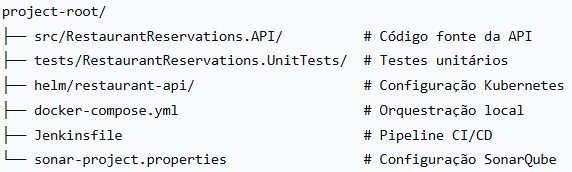 project-root/
├── src/RestaurantReservations.API/ # Código fonte da API
├── tests/RestaurantReservations.UnitTests/ # Testes unitários
├── helm/restaurant-api/ # Configuração Kubernetes
├── docker-compose.yml # Orquestração local
├── Jenkinsfile # Pipeline CI/CD
└── sonar-project.properties # Configuração SonarQube